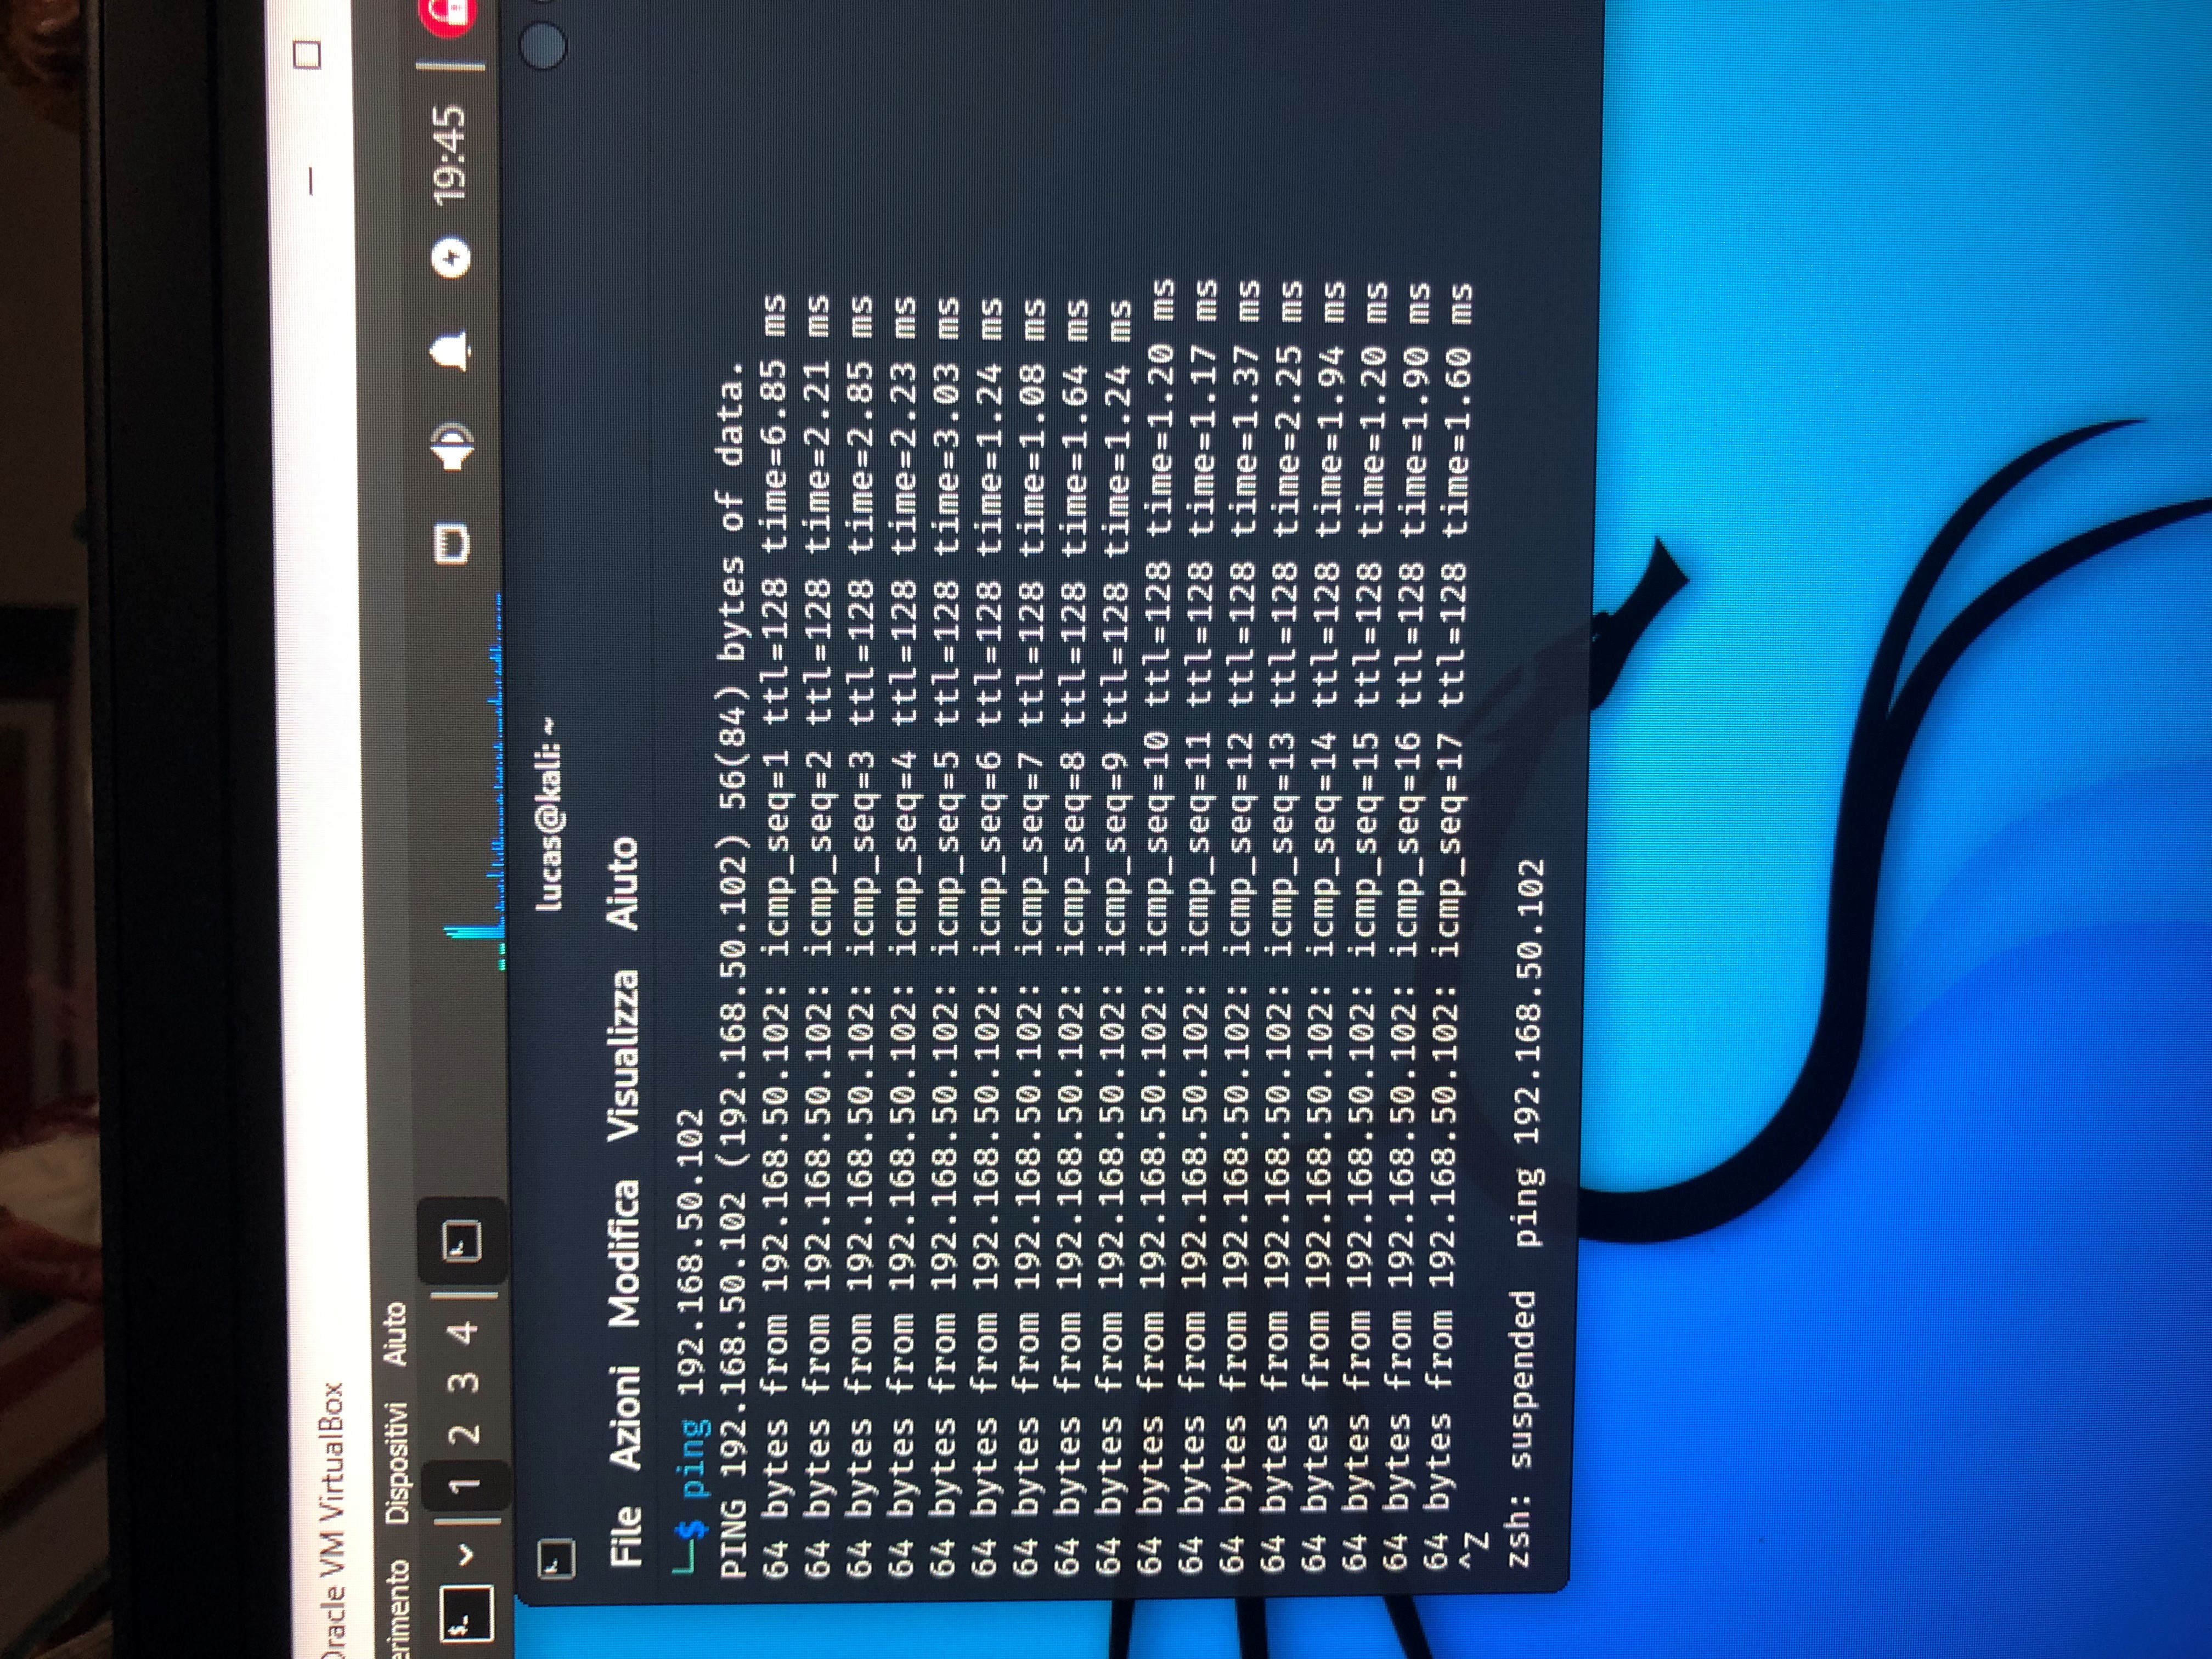 Oracle VM VirtualBox
Dispositivi Aiuto
1 2 3 4 19:45
lucas@kali: ~
File Azioni Modifica Visualizza Aiuto
└─$ ping 192.168.50.102
PING 192.168.50.102 (192.168.50.102) 56(84) bytes of data.
64 bytes from 192.168.50.102: icmp_seq=1 ttl=128 time=6.85 ms
64 bytes from 192.168.50.102: icmp_seq=2 ttl=128 time=2.21 ms
64 bytes from 192.168.50.102: icmp_seq=3 ttl=128 time=2.85 ms
64 bytes from 192.168.50.102: icmp_seq=4 ttl=128 time=2.23 ms
64 bytes from 192.168.50.102: icmp_seq=5 ttl=128 time=3.03 ms
64 bytes from 192.168.50.102: icmp_seq=6 ttl=128 time=1.24 ms
64 bytes from 192.168.50.102: icmp_seq=7 ttl=128 time=1.08 ms
64 bytes from 192.168.50.102: icmp_seq=8 ttl=128 time=1.64 ms
64 bytes from 192.168.50.102: icmp_seq=9 ttl=128 time=1.24 ms
64 bytes from 192.168.50.102: icmp_seq=10 ttl=128 time=1.20 ms
64 bytes from 192.168.50.102: icmp_seq=11 ttl=128 time=1.17 ms
64 bytes from 192.168.50.102: icmp_seq=12 ttl=128 time=1.37 ms
64 bytes from 192.168.50.102: icmp_seq=13 ttl=128 time=2.25 ms
64 bytes from 192.168.50.102: icmp_seq=14 ttl=128 time=1.94 ms
64 bytes from 192.168.50.102: icmp_seq=15 ttl=128 time=1.20 ms
64 bytes from 192.168.50.102: icmp_seq=16 ttl=128 time=1.90 ms
64 bytes from 192.168.50.102: icmp_seq=17 ttl=128 time=1.60 ms
^Z
zsh: suspended  ping 192.168.50.102